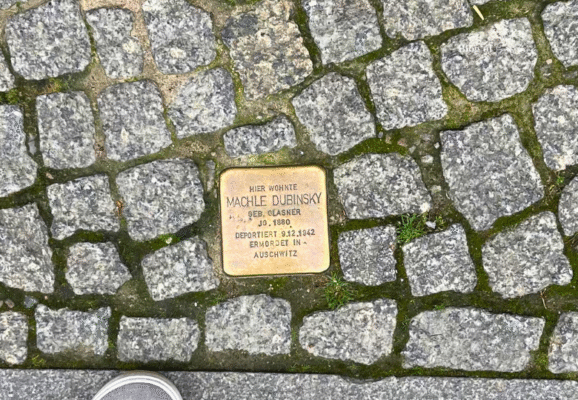 HIER WOHNTE
MACHLE DUBINSKY
GEB. GLASNER
JG. 1880
DEPORTIERT 9.12.1942
ERMORDET IN
AUSCHWITZ